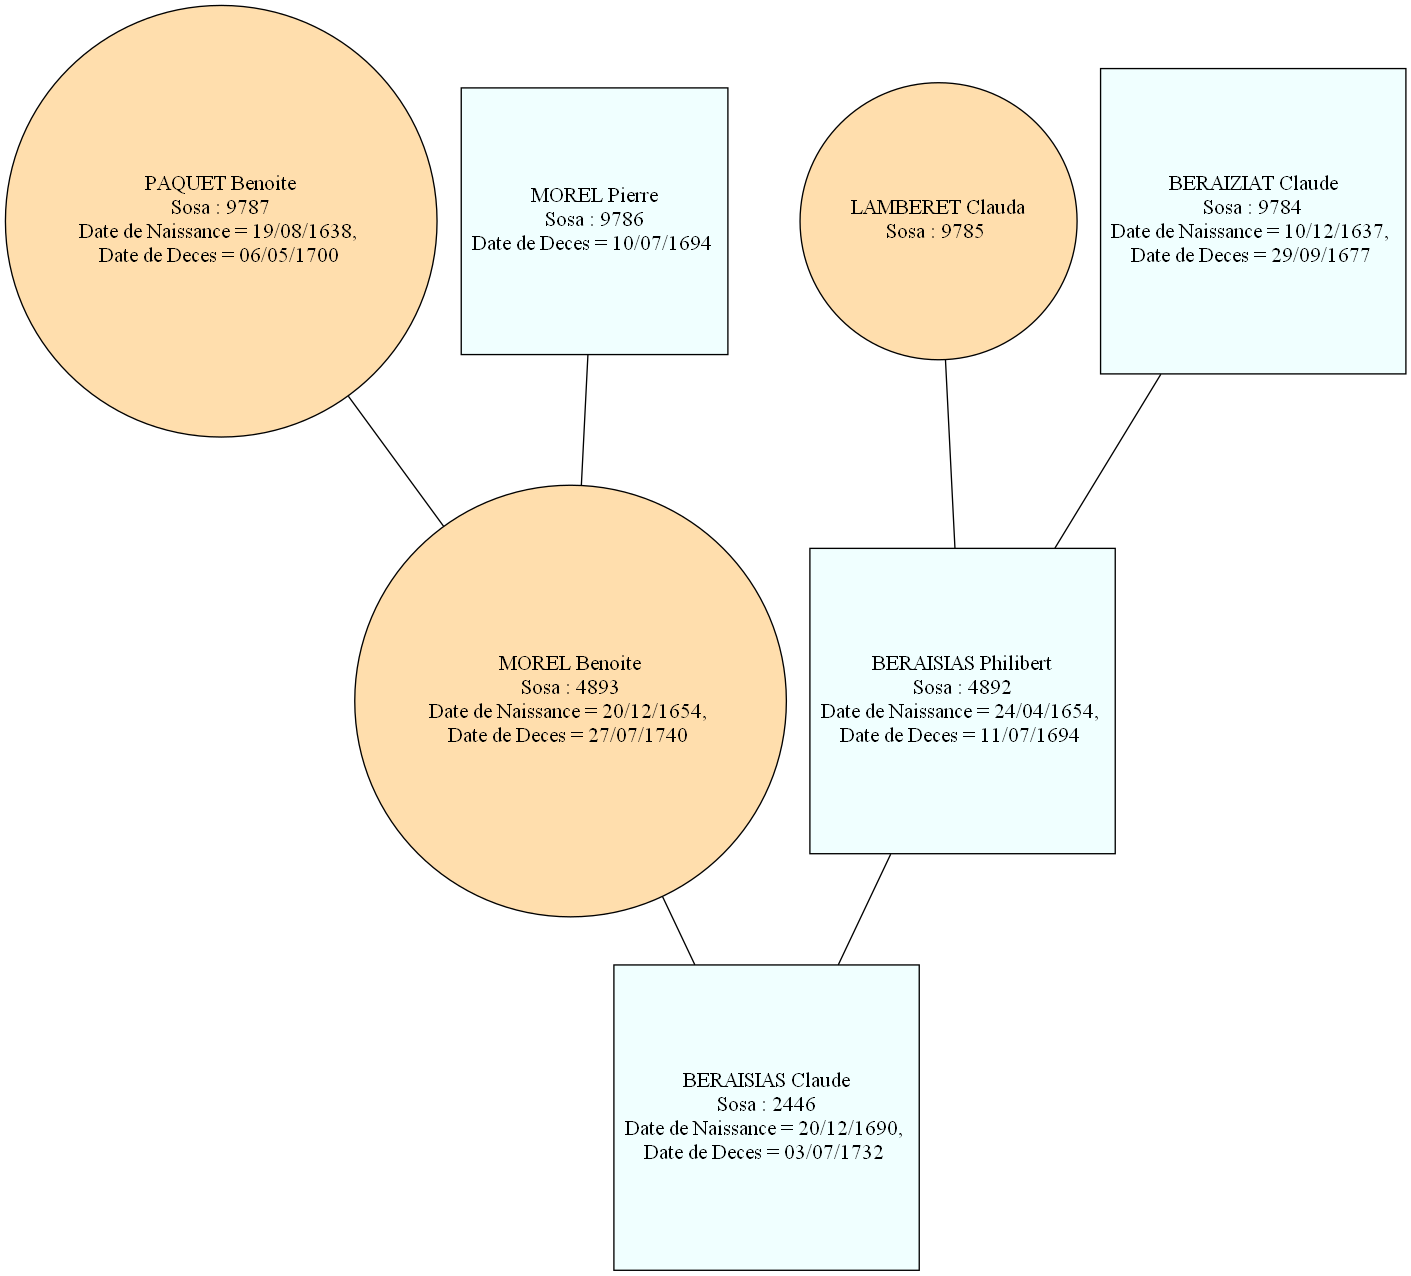 PAQUET Benoite
Sosa : 9787
Date de Naissance = 19/08/1638,
Date de Deces = 06/05/1700
MOREL Pierre
Sosa : 9786
Date de Deces = 10/07/1694
LAMBERET Clauda
Sosa : 9785
BERAIZIAT Claude
Sosa : 9784
Date de Naissance = 10/12/1637,
Date de Deces = 29/09/1677
MOREL Benoite
Sosa : 4893
Date de Naissance = 20/12/1654,
Date de Deces = 27/07/1740
BERAISIAS Philibert
Sosa : 4892
Date de Naissance = 24/04/1654,
Date de Deces = 11/07/1694
BERAISIAS Claude
Sosa : 2446
Date de Naissance = 20/12/1690,
Date de Deces = 03/07/1732